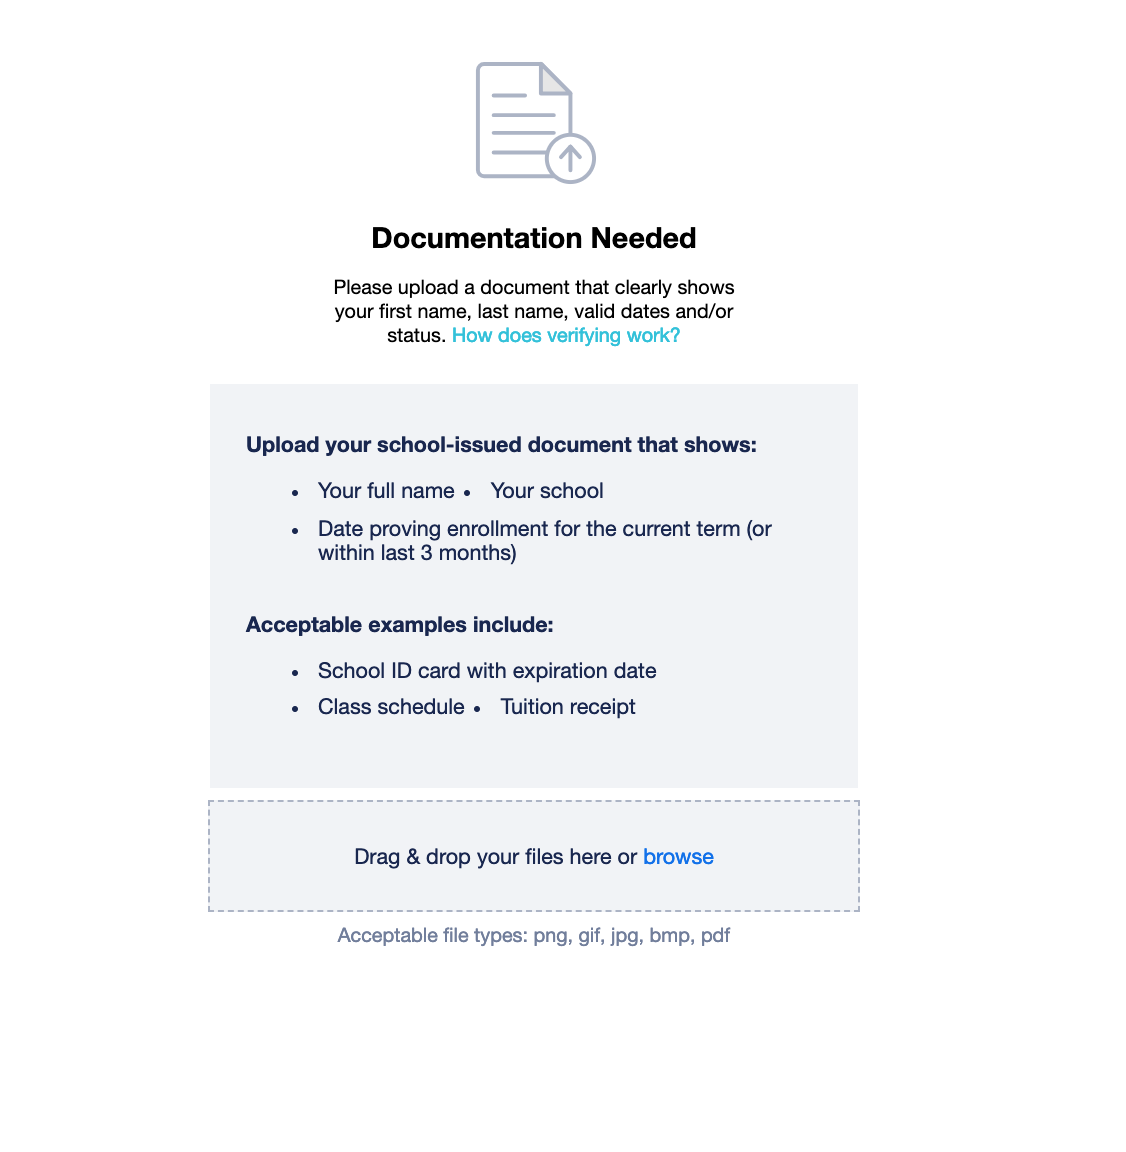 Documentation Needed
Please upload a document that clearly shows
your first name, last name, valid dates and/or
status. How does verifying work?
Upload your school-issued document that shows:
• Your full name • Your school
• Date proving enrollment for the current term (or
within last 3 months)
Acceptable examples include:
• School ID card with expiration date
• Class schedule • Tuition receipt
Drag & drop your files here or browse
Acceptable file types: png, gif, jpg, bmp, pdf